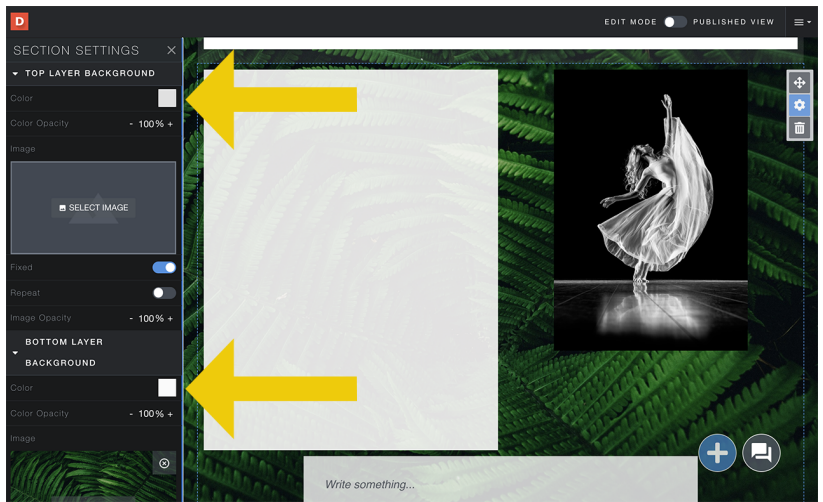 D
EDIT MODE
PUBLISHED VIEW
SECTION SETTINGS
TOP LAYER BACKGROUND
Color
Color Opacity
- 100% +
Image
SELECT IMAGE
Fixed
Repeat
Image Opacity
- 100% +
BOTTOM LAYER
BACKGROUND
Color
Color Opacity
- 100% +
Image
Write something...